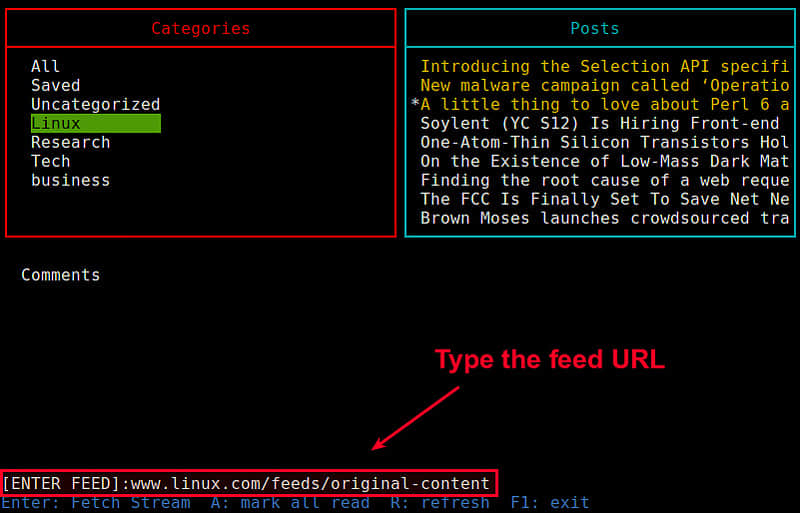 Categories
All
Saved
Uncategorized
Linux
Research
Tech
business
Posts
Introducing the Selection API specifi
New malware campaign called ‘Operatio
*A little thing to love about Perl 6 a
Soylent (YC S12) Is Hiring Front-end
One-Atom-Thin Silicon Transistors Hol
On the Existence of Low-Mass Dark Mat
Finding the root cause of a web reque
The FCC Is Finally Set To Save Net Ne
Brown Moses launches crowdsourced tra
Comments
Type the feed URL
[ENTER FEED]:www.linux.com/feeds/original-content
Enter: Fetch Stream  A: mark all read  R: refresh  F1: exit